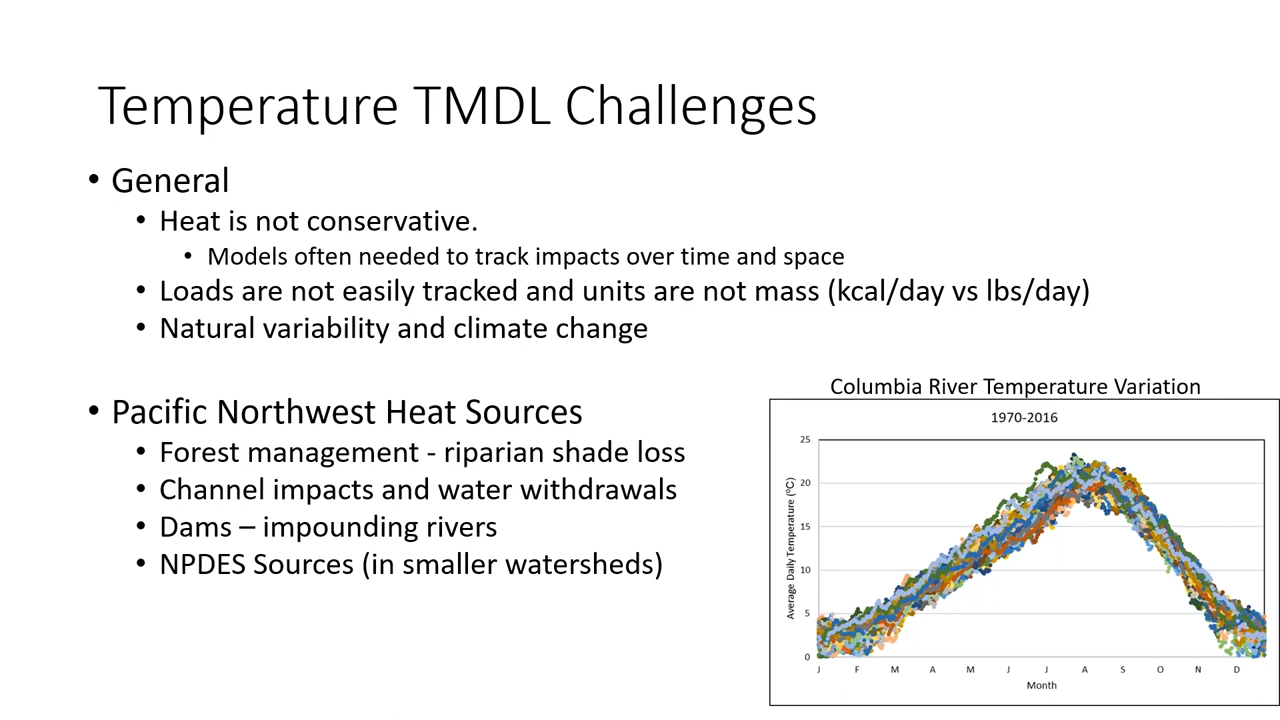 Temperature TMDL Challenges
• General
• Heat is not conservative.
• Models often needed to track impacts over time and space
• Loads are not easily tracked and units are not mass (kcal/day vs lbs/day)
• Natural variability and climate change
• Pacific Northwest Heat Sources
• Forest management - riparian shade loss
• Channel impacts and water withdrawals
• Dams – impounding rivers
• NPDES Sources (in smaller watersheds)
Columbia River Temperature Variation
1970-2016
Average Daily Temperature (°C)
25
20
15
10
5
0
J F M A M J J A S O N D
Month